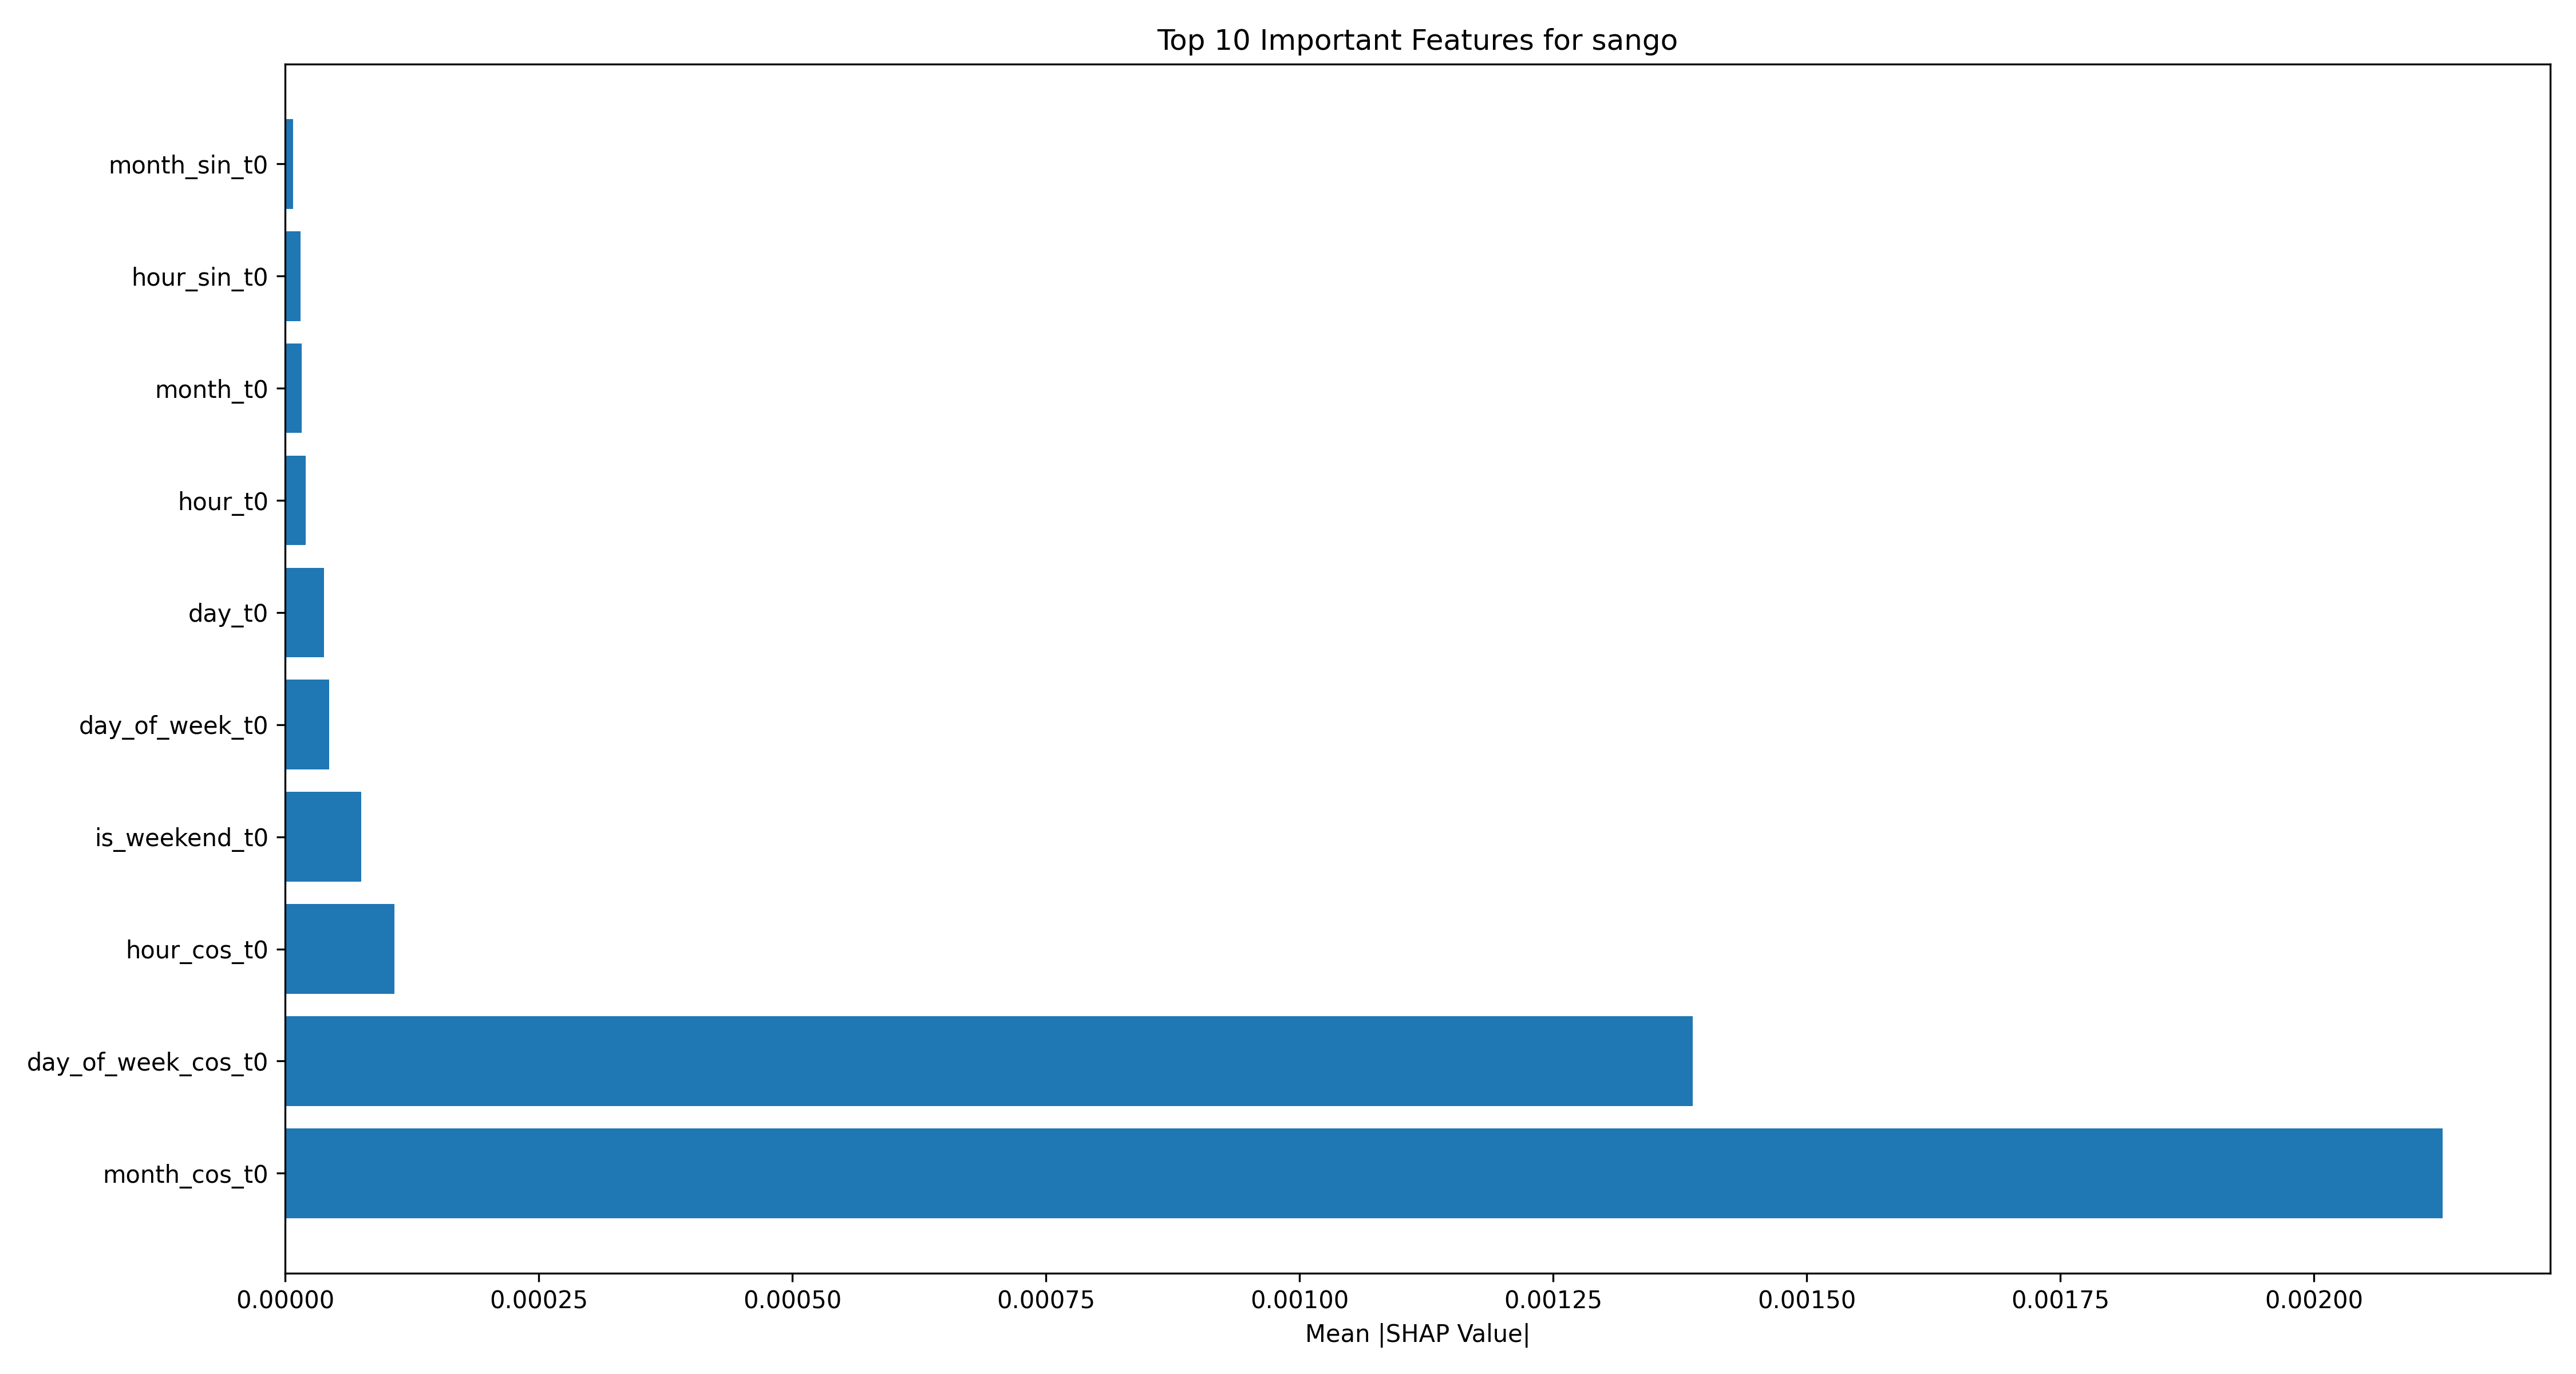 Top 10 Important Features for sango
month_sin_t0
hour_sin_t0
month_t0
hour_t0
day_t0
day_of_week_t0
is_weekend_t0
hour_cos_t0
day_of_week_cos_t0
month_cos_t0
0.00000 0.00025 0.00050 0.00075 0.00100 0.00125 0.00150 0.00175 0.00200
Mean |SHAP Value|